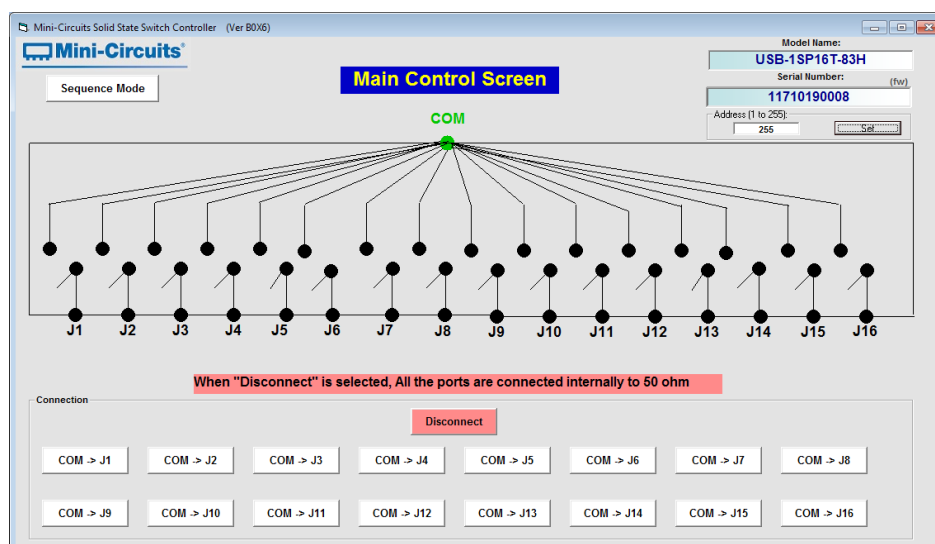 Mini-Circuits Solid State Switch Controller (Ver B0X6)
Mini-Circuits®
Model Name:
USB-1SP16T-83H
Sequence Mode
Main Control Screen
Serial Number:
(fw)
11710190008
Address (1 to 255):
255
Set
COM
J1 J2 J3 J4 J5 J6 J7 J8 J9 J10 J11 J12 J13 J14 J15 J16
When "Disconnect" is selected, All the ports are connected internally to 50 ohm
Connection
Disconnect
COM -> J1 COM -> J2 COM -> J3 COM -> J4 COM -> J5 COM -> J6 COM -> J7 COM -> J8
COM -> J9 COM -> J10 COM -> J11 COM -> J12 COM -> J13 COM -> J14 COM -> J15 COM -> J16